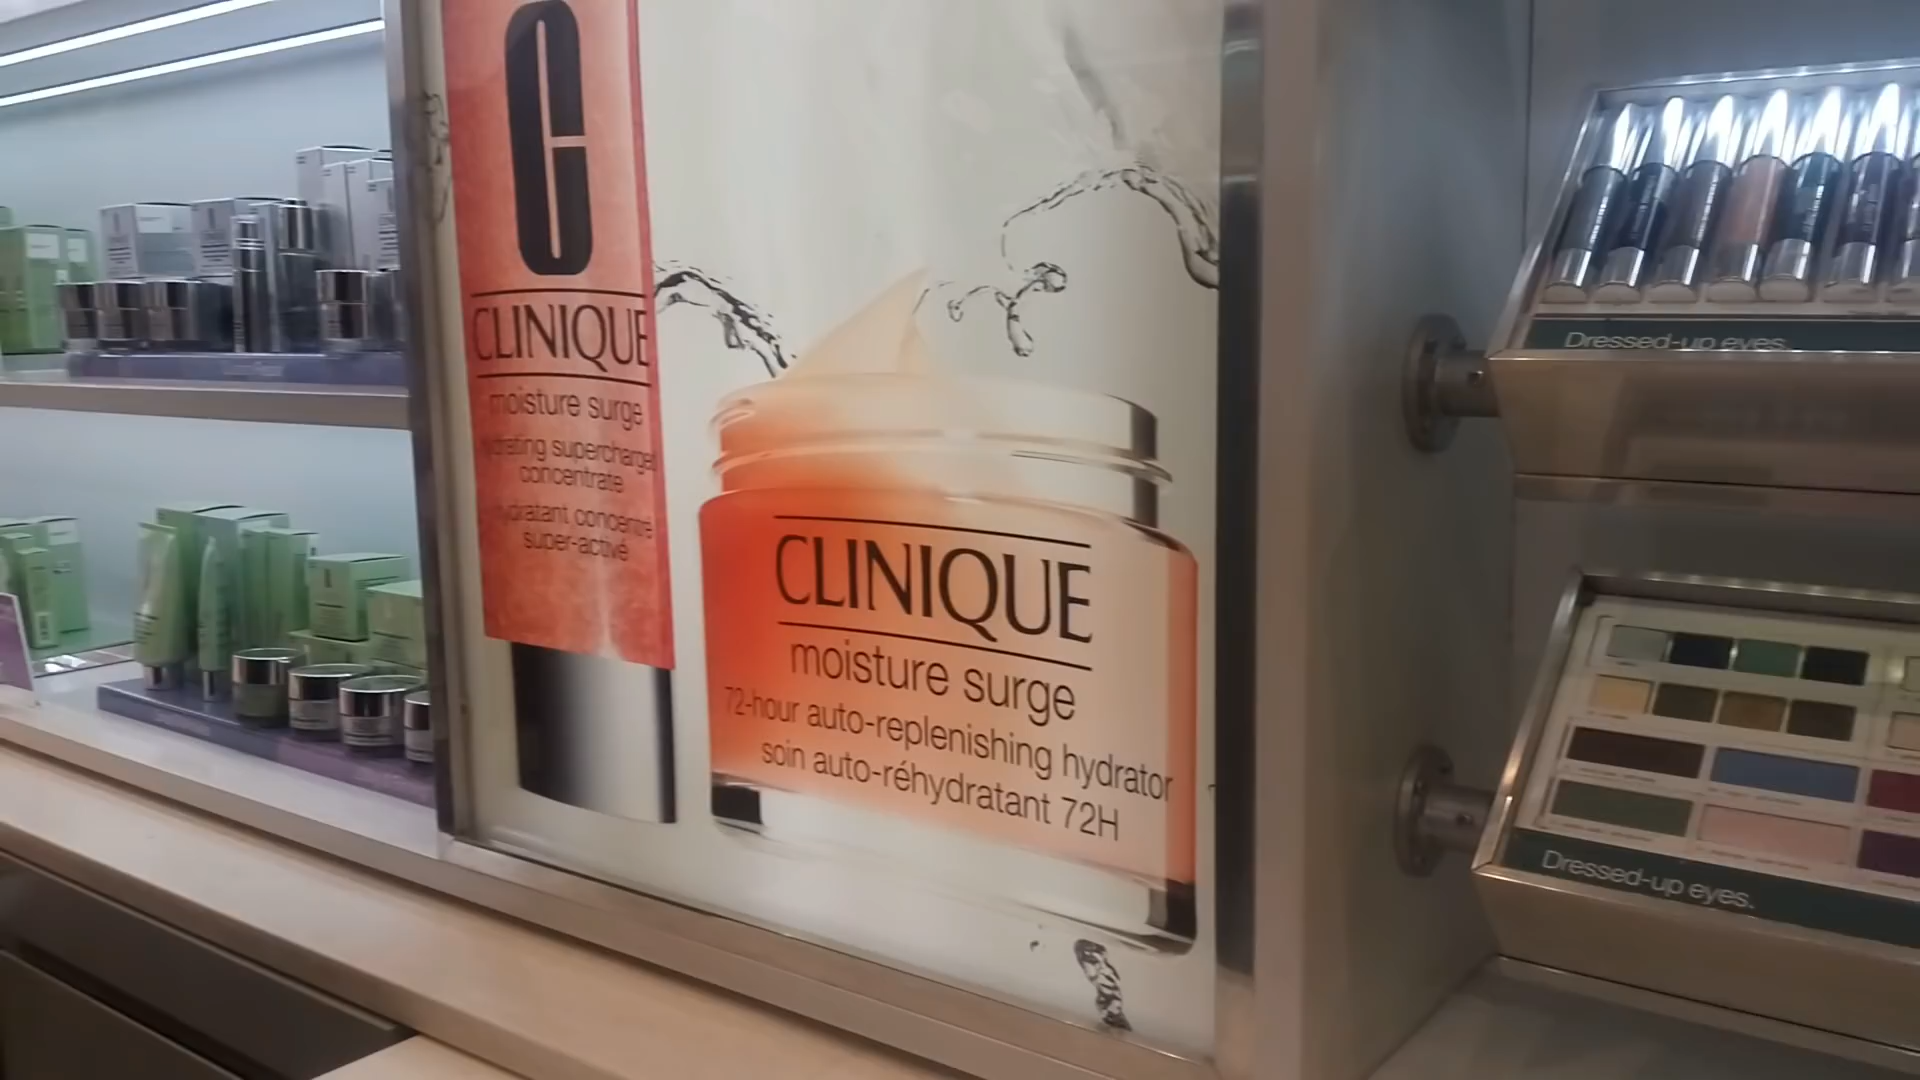 C
CLINIQUE
moisture surge
hydrating supercharged
concentrate
hydratant concentré
super-activé
CLINIQUE
moisture surge
72-hour auto-replenishing hydrator
soin auto-réhydratant 72H
Dressed-up eyes.
Dressed-up eyes.